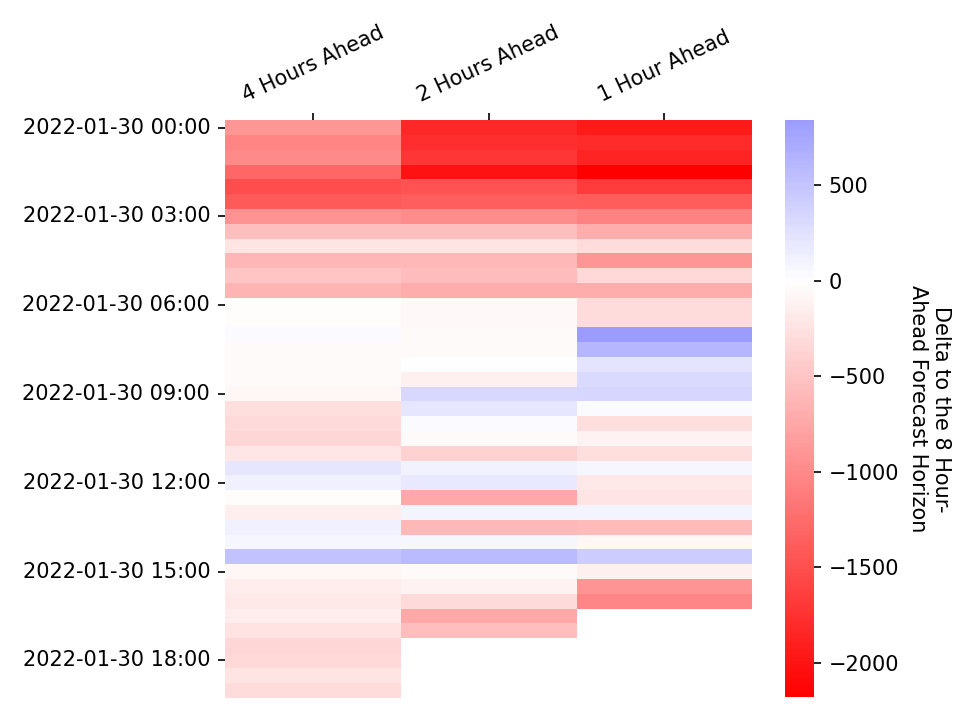 4 Hours Ahead
2 Hours Ahead
1 Hour Ahead
2022-01-30 00:00
2022-01-30 03:00
2022-01-30 06:00
2022-01-30 09:00
2022-01-30 12:00
2022-01-30 15:00
2022-01-30 18:00
500
0
−500
−1000
−1500
−2000
Delta to the 8 Hour-
Ahead Forecast Horizon